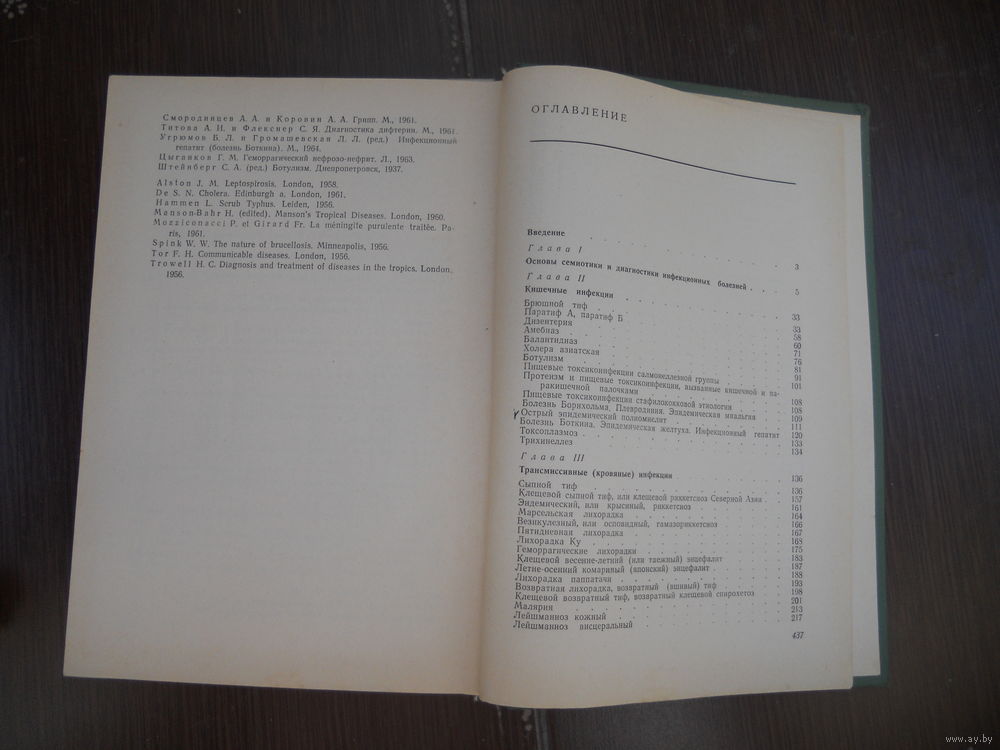 Смородинцев А. А. и Коровин А. А. Грипп. М., 1961.
Титова А. И. и Флекснер С. Я. Диагностика дифтерии. М., 1961.
Угрюмов Б. Л. и Громашевская Л. Л. (ред.) Инфекционный
гепатит (болезнь Боткина). М., 1964.
Цыганков Г. М. Геморрагический нефрозо-нефрит. Л., 1963.
Штейнберг С. А. (ред.) Ботулизм. Днепропетровск, 1937.
Alston J. M. Leptospirosis. London, 1958.
De S. N. Cholera. Edinburgh a. London, 1961.
Hammen L. Scrub Typhus. Leiden, 1956.
Manson-Bahr H. (edited). Manson's Tropical Diseases. London, 1960.
Mozziconacci P. et Girard Fr. La méningite purulente traitée. Pa-
ris, 1961.
Spink W. W. The nature of brucellosis. Minneapolis, 1956.
Tor F. H. Communicable diseases. London, 1956.
Trowell H. C. Diagnosis and treatment of diseases in the tropics. London.
1956.
ОГЛАВЛЕНИЕ
Введение . . . . . . . . 3
Глава I
Основы семиотики и диагностики инфекционных болезней . . . 5
Глава II
Кишечные инфекции . . . . . . . . 33
Брюшной тиф . . . . . . . . 33
Паратиф А, паратиф Б . . . . . . . . 58
Дизентерия . . . . . . . . 60
Амебиаз . . . . . . . . 71
Балантидиаз . . . . . . . . 76
Холера азиатская . . . . . . . . 81
Ботулизм . . . . . . . . 91
Пищевые токсикоинфекции салмонеллезной группы . . . . 101
Протеизм и пищевые токсикоинфекции, вызванные кишечной и па-
ракишечной палочками . . . . . . . . 108
Пищевые токсикоинфекции стафилококковой этиологии . . . . 108
Болезнь Борнхольма. Плевродиния. Эпидемическая миальгия . . 109
Острый эпидемический полиомиелит . . . . . . 111
Болезнь Боткина. Эпидемическая желтуха. Инфекционный гепатит 120
Токсоплазмоз . . . . . . . . 133
Трихинеллез . . . . . . . . 134
Глава III
Трансмиссивные (кровяные) инфекции . . . . . . 136
Сыпной тиф . . . . . . . . 136
Клещевой сыпной тиф, или клещевой риккетсиоз Северной Азии . . 157
Эндемический, или крысиный, риккетсиоз . . . . . . 161
Марсельская лихорадка . . . . . . . . 164
Везикулезный, или осповидный, гамазориккетсиоз . . . . 166
Пятидневная лихорадка . . . . . . . . 167
Лихорадка Ку . . . . . . . . 168
Геморрагические лихорадки . . . . . . . . 175
Клещевой весенне-летний (или таежный) энцефалит . . . . 183
Летне-осенний комариный (японский) энцефалит . . . . 187
Лихорадка паппатачи . . . . . . . . 188
Возвратная лихорадка, возвратный (вшивый) тиф . . . . 193
Клещевой возвратный тиф, возвратный клещевой спирохетоз . . 198
Малярия . . . . . . . . 201
Лейшманиоз кожный . . . . . . . . 213
Лейшманиоз висцеральный . . . . . . . . 217
437
www.ay.by